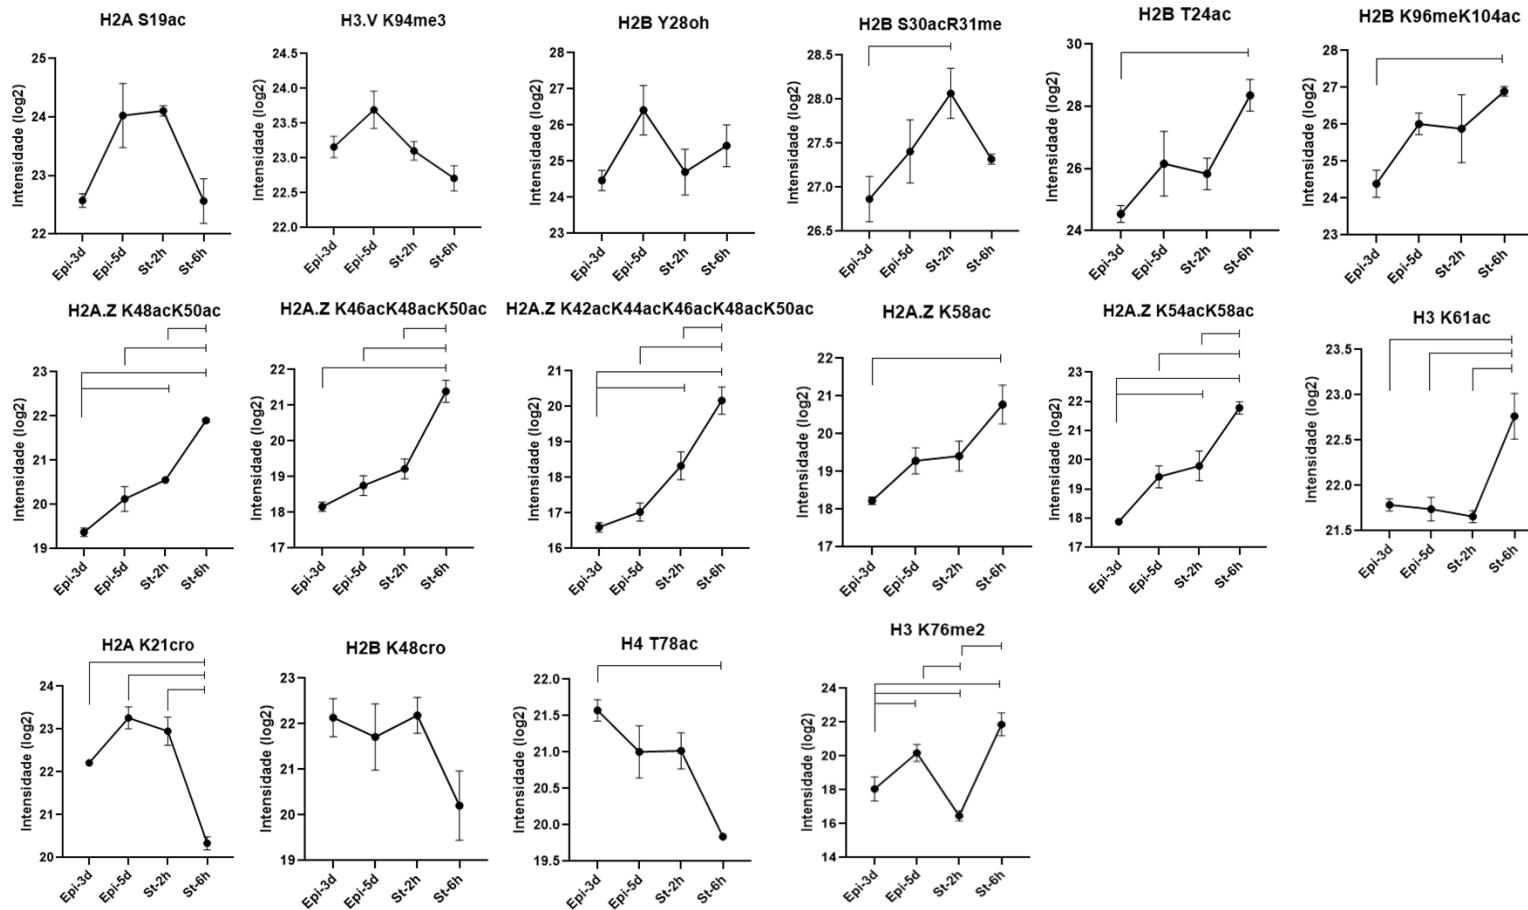 H2A S19ac
Intensidade (log2)
25
24
23
22
Epi-3d
Epi-5d
St-2h
St-6h
H3.V K94me3
Intensidade (log2)
24.5
24.0
23.5
23.0
22.5
22.0
Epi-3d
Epi-5d
St-2h
St-6h
H2B Y28oh
Intensidade (log2)
28
27
26
25
24
23
Epi-3d
Epi-5d
St-2h
St-6h
H2B S30acR31me
Intensidade (log2)
28.5
28.0
27.5
27.0
26.5
Epi-3d
Epi-5d
St-2h
St-6h
H2B T24ac
Intensidade (log2)
30
28
26
24
Epi-3d
Epi-5d
St-2h
St-6h
H2B K96meK104ac
Intensidade (log2)
28
27
26
25
24
23
Epi-3d
Epi-5d
St-2h
St-6h
H2A.Z K48acK50ac
Intensidade (log2)
23
22
21
20
19
Epi-3d
Epi-5d
St-2h
St-6h
H2A.Z K46acK48acK50ac
Intensidade (log2)
22
21
20
19
18
17
Epi-3d
Epi-5d
St-2h
St-6h
H2A.Z K42acK44acK46acK48acK50ac
Intensidade (log2)
21
20
19
18
17
16
Epi-3d
Epi-5d
St-2h
St-6h
H2A.Z K58ac
Intensidade (log2)
22
21
20
19
18
17
Epi-3d
Epi-5d
St-2h
St-6h
H2A.Z K54acK58ac
Intensidade (log2)
23
22
21
20
19
18
17
Epi-3d
Epi-5d
St-2h
St-6h
H3 K61ac
Intensidade (log2)
23.5
23.0
22.5
22.0
21.5
Epi-3d
Epi-5d
St-2h
St-6h
H2A K21cro
Intensidade (log2)
24
23
22
21
20
Epi-3d
Epi-5d
St-2h
St-6h
H2B K48cro
Intensidade (log2)
23
22
21
20
19
Epi-3d
Epi-5d
St-2h
St-6h
H4 T78ac
Intensidade (log2)
22.0
21.5
21.0
20.5
20.0
19.5
Epi-3d
Epi-5d
St-2h
St-6h
H3 K76me2
Intensidade (log2)
24
22
20
18
16
14
Epi-3d
Epi-5d
St-2h
St-6h